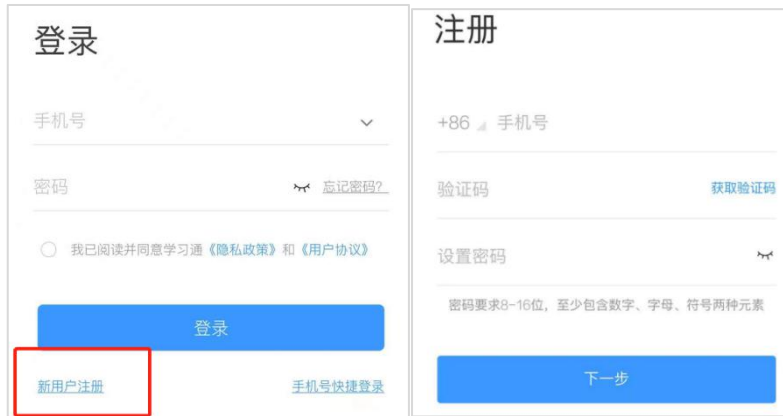 登录
手机号
密码 忘记密码?
我已阅读并同意学习通《隐私政策》和《用户协议》
登录
新用户注册 手机号快捷登录
注册
+86 手机号
验证码 获取验证码
设置密码
密码要求8-16位，至少包含数字、字母、符号两种元素
下一步